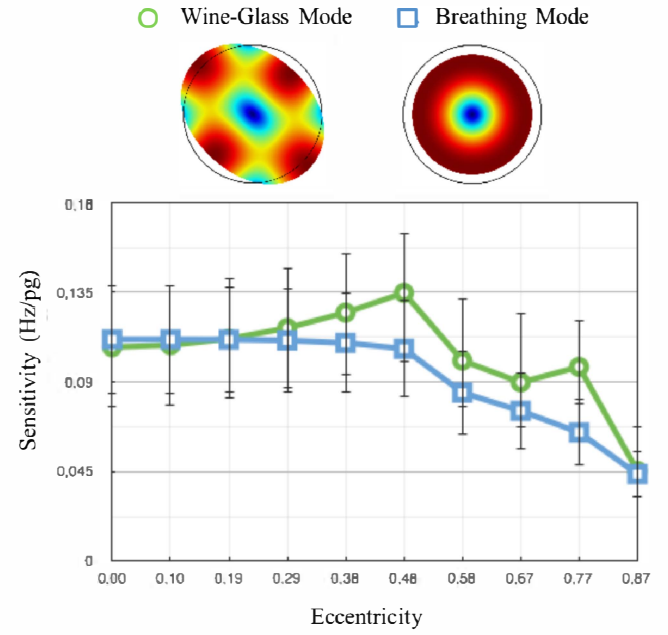 Wine-Glass Mode Breathing Mode
0,18
0,135
0,09
0,045
0
Sensitivity (Hz/pg)
0,00 0,10 0,19 0,29 0,38 0,48 0,58 0,67 0,77 0,87
Eccentricity